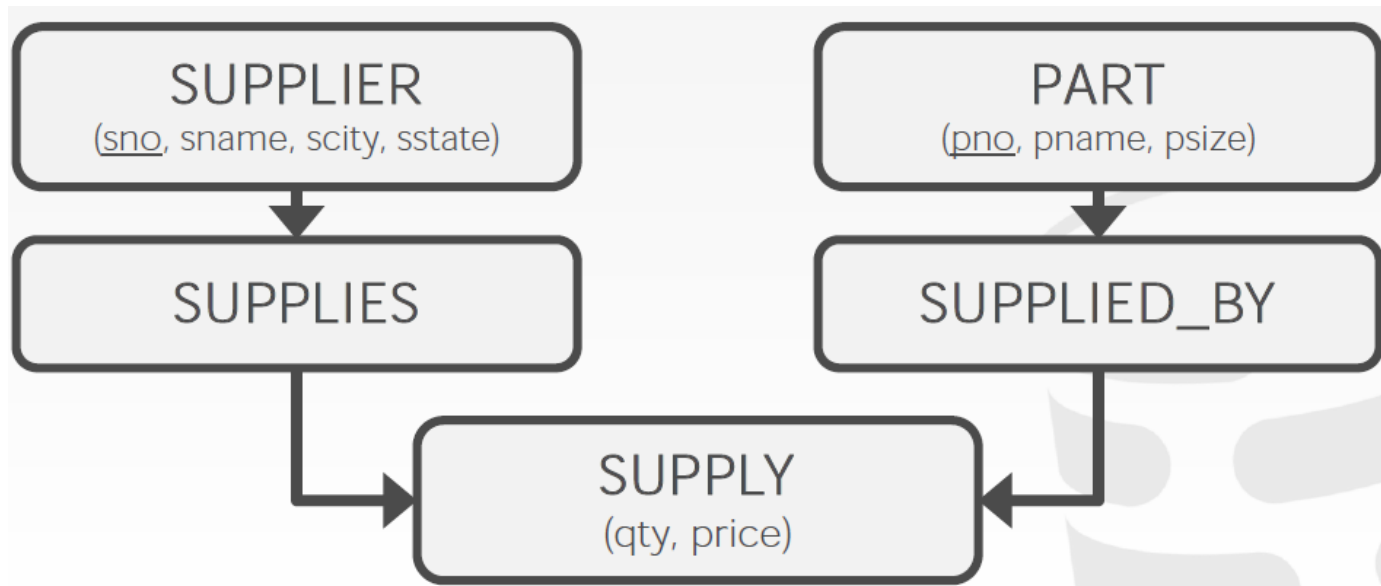 SUPPLIER
(sno, sname, scity, sstate)
PART
(pno, pname, psize)
SUPPLIES
SUPPLIED_BY
SUPPLY
(qty, price)